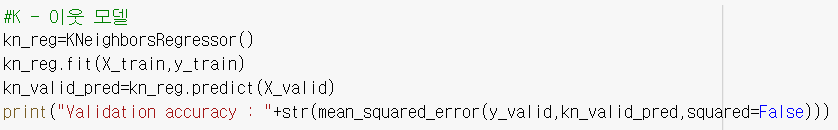 #K - 이웃 모델
kn_reg=KNeighborsRegressor()
kn_reg.fit(X_train,y_train)
kn_valid_pred=kn_reg.predict(X_valid)
print("Validation accuracy : "+str(mean_squared_error(y_valid,kn_valid_pred,squared=False)))